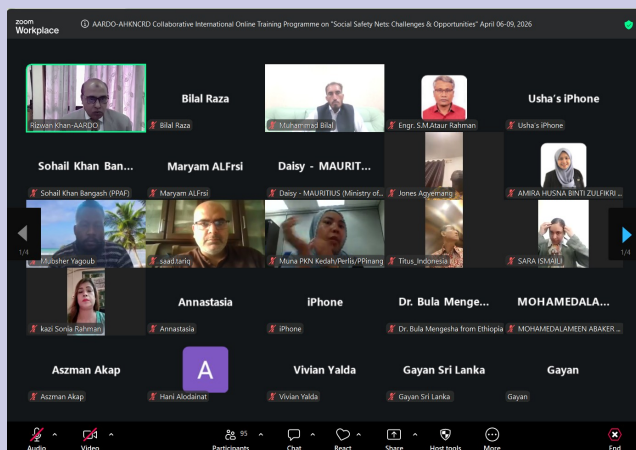 zoom
Workplace
AARDO-AHKNCRD Collaborative International Online Training Programme on "Social Safety Nets: Challenges & Opportunities" April 06-09, 2026
Rizwan Khan-AARDO
Bilal Raza
Bilal Raza
Muhammad Bilal
Engr. S.M.Ataur Rahman
Usha's iPhone
Usha's iPhone
Sohail Khan Ban...
Sohail Khan Bangash (PPAF)
Maryam ALFrsi
Maryam ALFrsi
Daisy - MAURIT...
Daisy - MAURITIUS (Ministry of...
Jones Agyemang
AMIRA HUSNA BINTI ZULFIKRI ...
1/4
Mubsher Yagoub
saad.tariq
Muna PKN Kedah/Perlis/PPinang
Titus_Indonesia
SARA ISMAILI
1/4
kazi Sonia Rahman
Annastasia
Annastasia
iPhone
iPhone
Dr. Bula Menge...
Dr. Bula Mengesha from Ethiopia
MOHAMEDALA...
MOHAMEDALAMEEN ABAKER ...
Aszman Akap
Aszman Akap
A
Hani Alodainat
Vivian Yalda
Vivian Yalda
Gayan Sri Lanka
Gayan Sri Lanka
Gayan
Gayan
Audio
Video
95
Participants
Chat
React
Share
Host tools
More
End